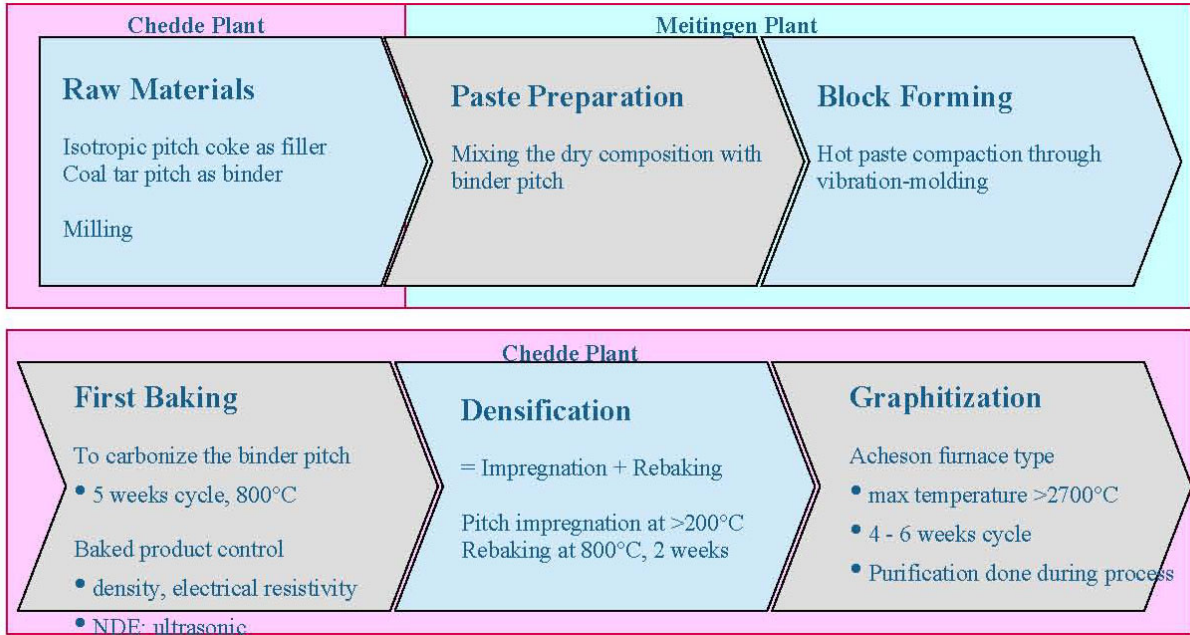 Chedde Plant
Meitingen Plant
Raw Materials
Isotropic pitch coke as filler
Coal tar pitch as binder
Milling
Paste Preparation
Mixing the dry composition with
binder pitch
Block Forming
Hot paste compaction through
vibration-molding
Chedde Plant
First Baking
To carbonize the binder pitch
• 5 weeks cycle, 800°C
Baked product control
• density, electrical resistivity
• NDE: ultrasonic
Densification
= Impregnation + Rebaking
Pitch impregnation at >200°C
Rebaking at 800°C, 2 weeks
Graphitization
Acheson furnace type
• max temperature >2700°C
• 4 - 6 weeks cycle
• Purification done during process